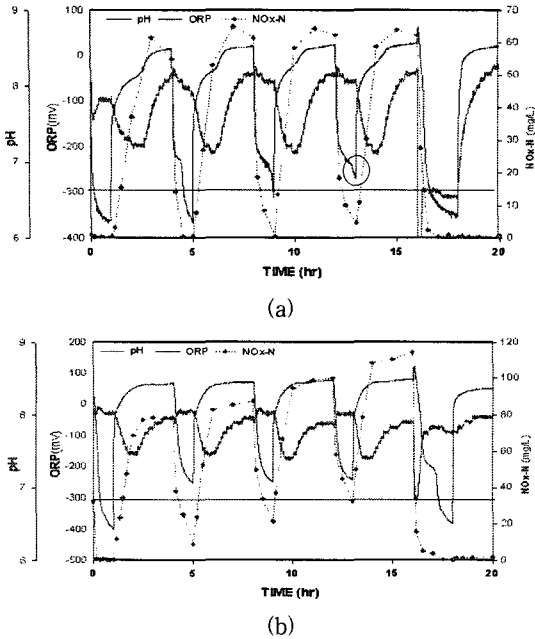 pH ORP NOx-N
9
8
7
6
pH
100
0
-100
-200
-300
-400
ORP(mv)
70
60
50
40
30
20
10
0
NOx-N (mg/L)
0 5 10 15 20
TIME (hr)
(a)
pH ORP NOx-N
9
8
7
6
pH
200
100
0
-100
-200
-300
-400
-500
ORP(mv)
120
100
80
60
40
20
0
NOx-N (mg/L)
0 5 10 15 20
TIME (hr)
(b)